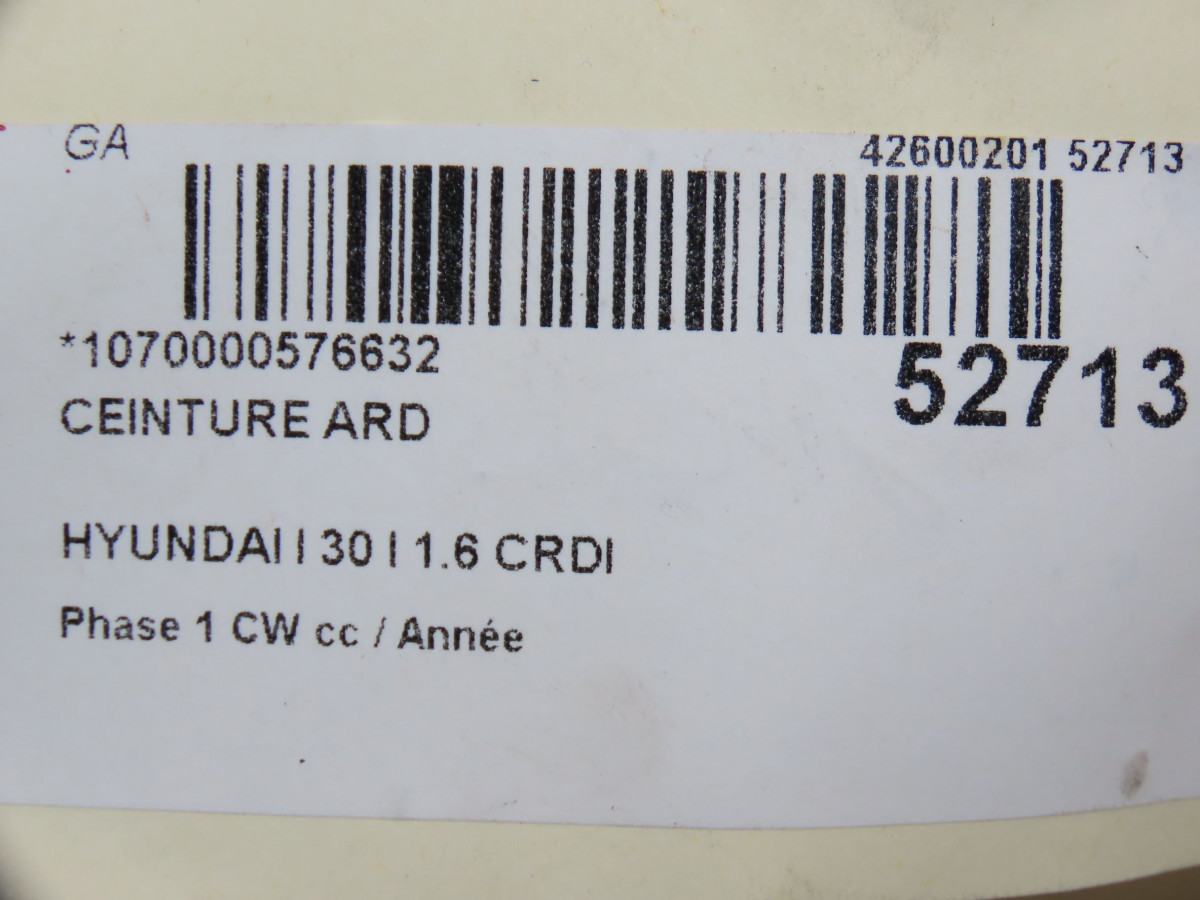 GA
42600201 52713
*1070000576632
52713
CEINTURE ARD
HYUNDAI I 30 I 1.6 CRDI
Phase 1 CW cc / Année